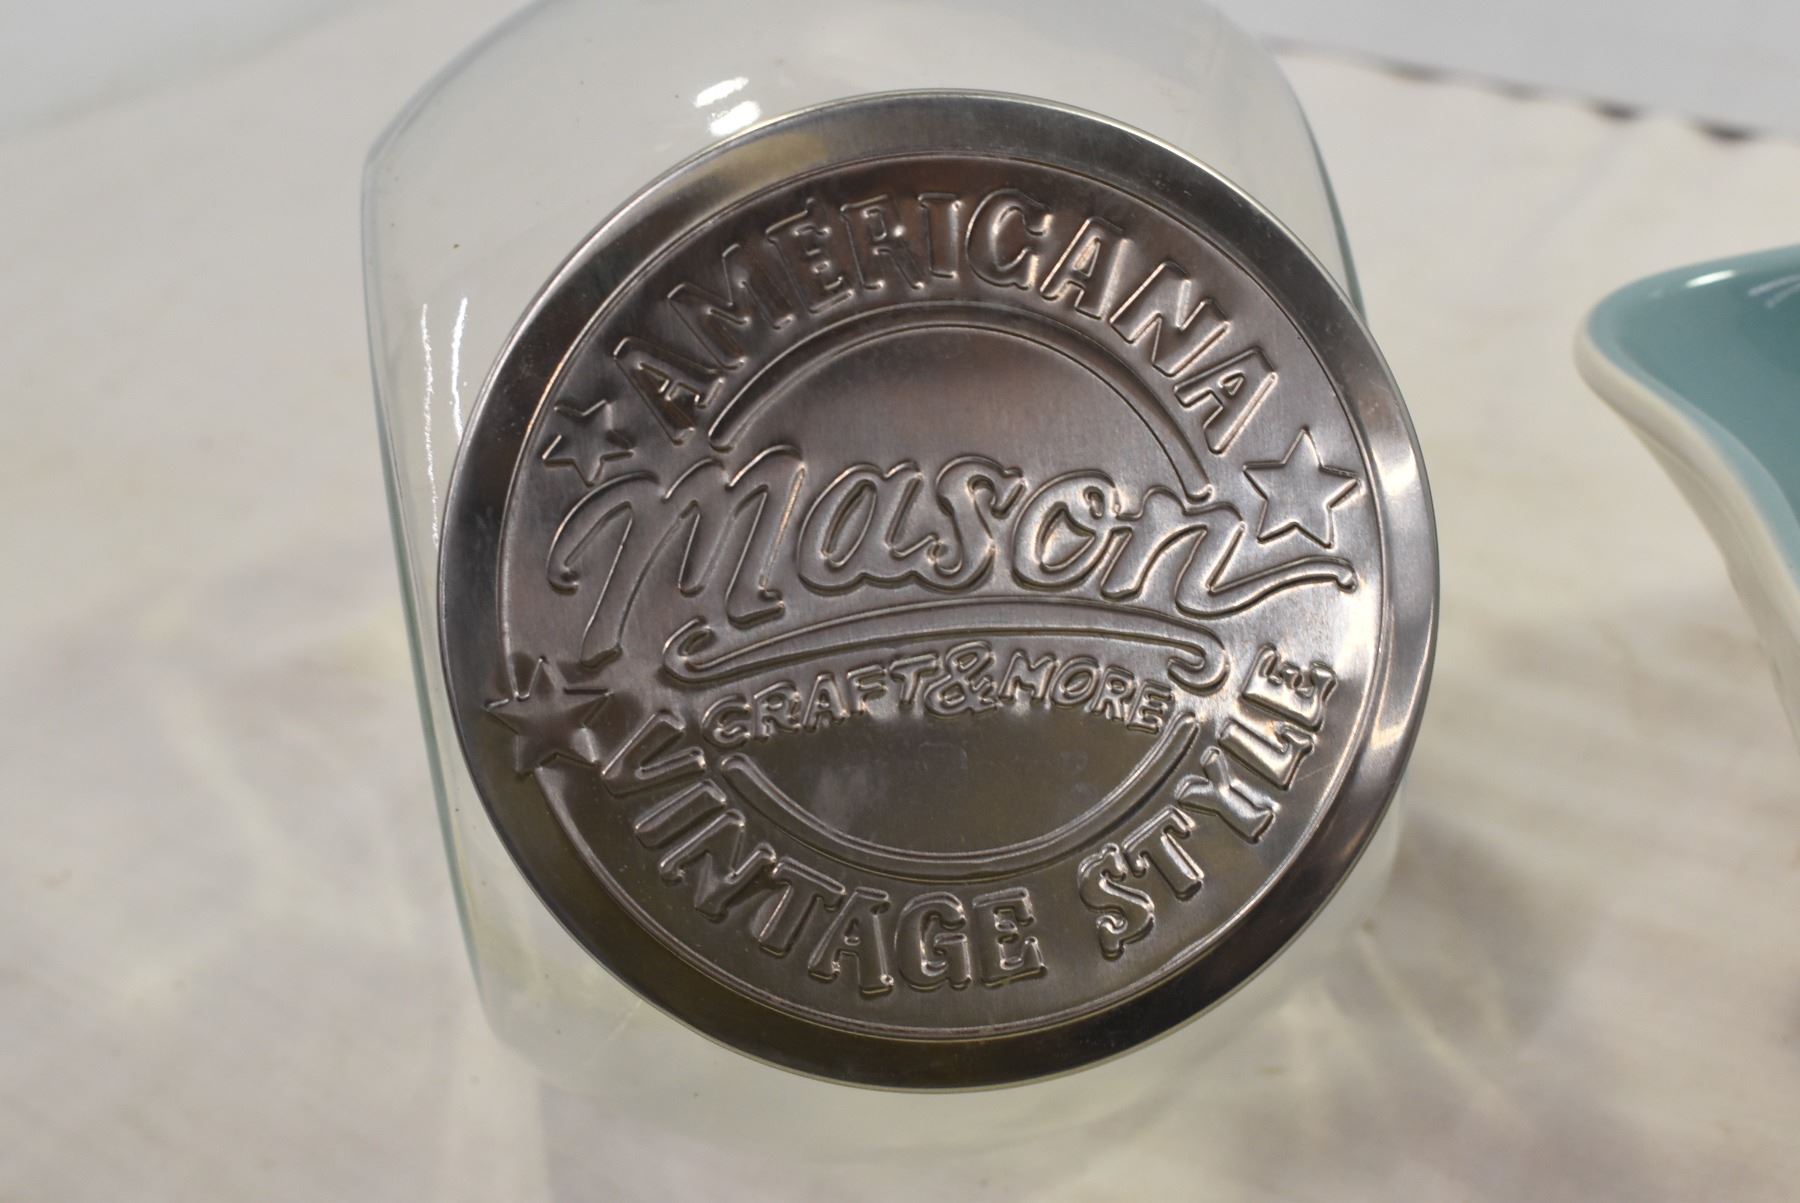 AMERICANA
Mason
CRAFT & MORE
VINTAGE STYLE